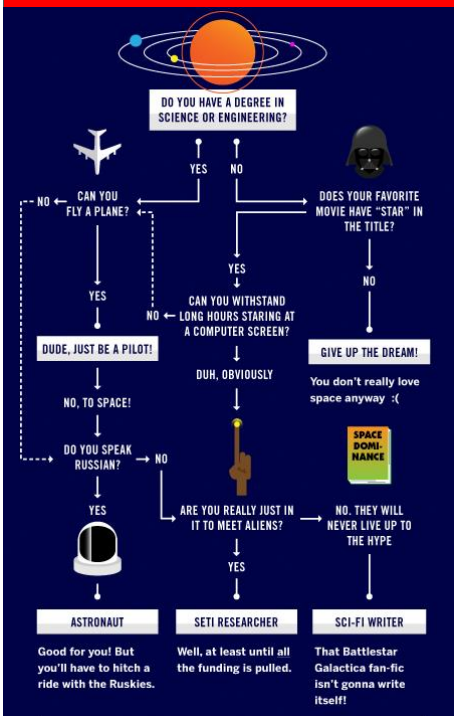 DO YOU HAVE A DEGREE IN
SCIENCE OR ENGINEERING?
YES
NO
NO
CAN YOU
FLY A PLANE?
DOES YOUR FAVORITE
MOVIE HAVE “STAR” IN
THE TITLE?
YES
NO
YES
CAN YOU WITHSTAND
NO
LONG HOURS STARING AT
A COMPUTER SCREEN?
DUDE, JUST BE A PILOT!
GIVE UP THE DREAM!
You don’t really love
space anyway :(
DUH, OBVIOUSLY
NO, TO SPACE!
SPACE
DOMI-
NANCE
DO YOU SPEAK
RUSSIAN?
NO
YES
ARE YOU REALLY JUST IN
IT TO MEET ALIENS?
NO. THEY WILL
NEVER LIVE UP TO
THE HYPE
YES
ASTRONAUT
Good for you! But
you’ll have to hitch a
ride with the Ruskies.
SETI RESEARCHER
Well, at least until all
the funding is pulled.
SCI-FI WRITER
That Battlestar
Galactica fan-fic
isn’t gonna write
itself!